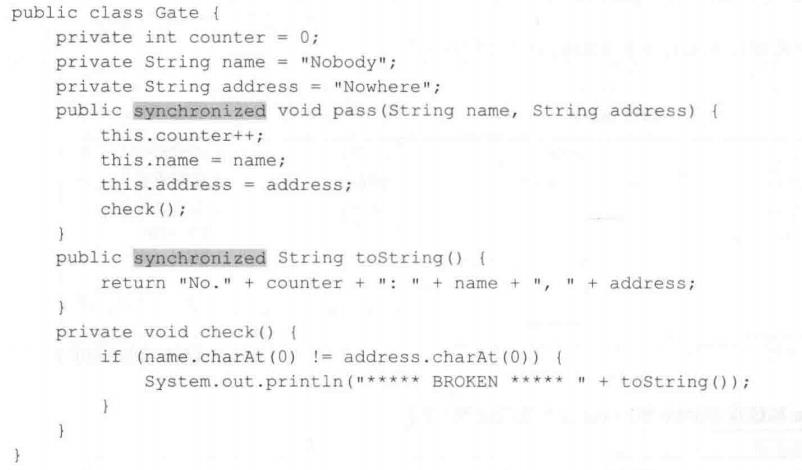 public class Gate {
    private int counter = 0;
    private String name = "Nobody";
    private String address = "Nowhere";
    public synchronized void pass(String name, String address) {
        this.counter++;
        this.name = name;
        this.address = address;
        check();
    }
    public synchronized String toString() {
        return "No." + counter + ": " + name + ", " + address;
    }
    private void check() {
        if (name.charAt(0) != address.charAt(0)) {
            System.out.println("***** BROKEN ***** " + toString());
        }
    }
}